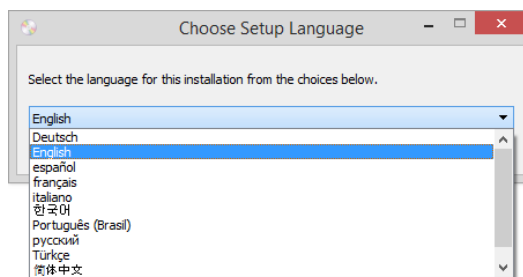 Choose Setup Language
Select the language for this installation from the choices below.
English
Deutsch
English
español
français
italiano
한국어
Português (Brasil)
русский
Türkçe
简体中文